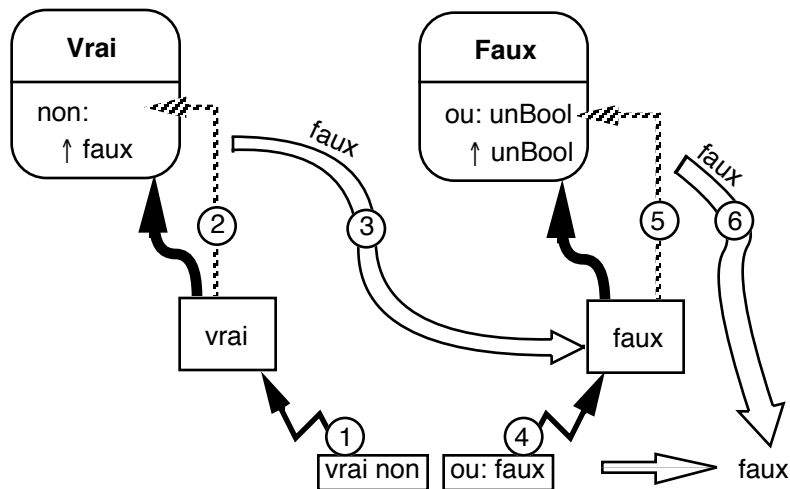 Vrai
non:
↑ faux
Faux
ou: unBool
↑ unBool
faux
faux
2
3
5
6
vrai
faux
1
4
vrai non
ou: faux
faux